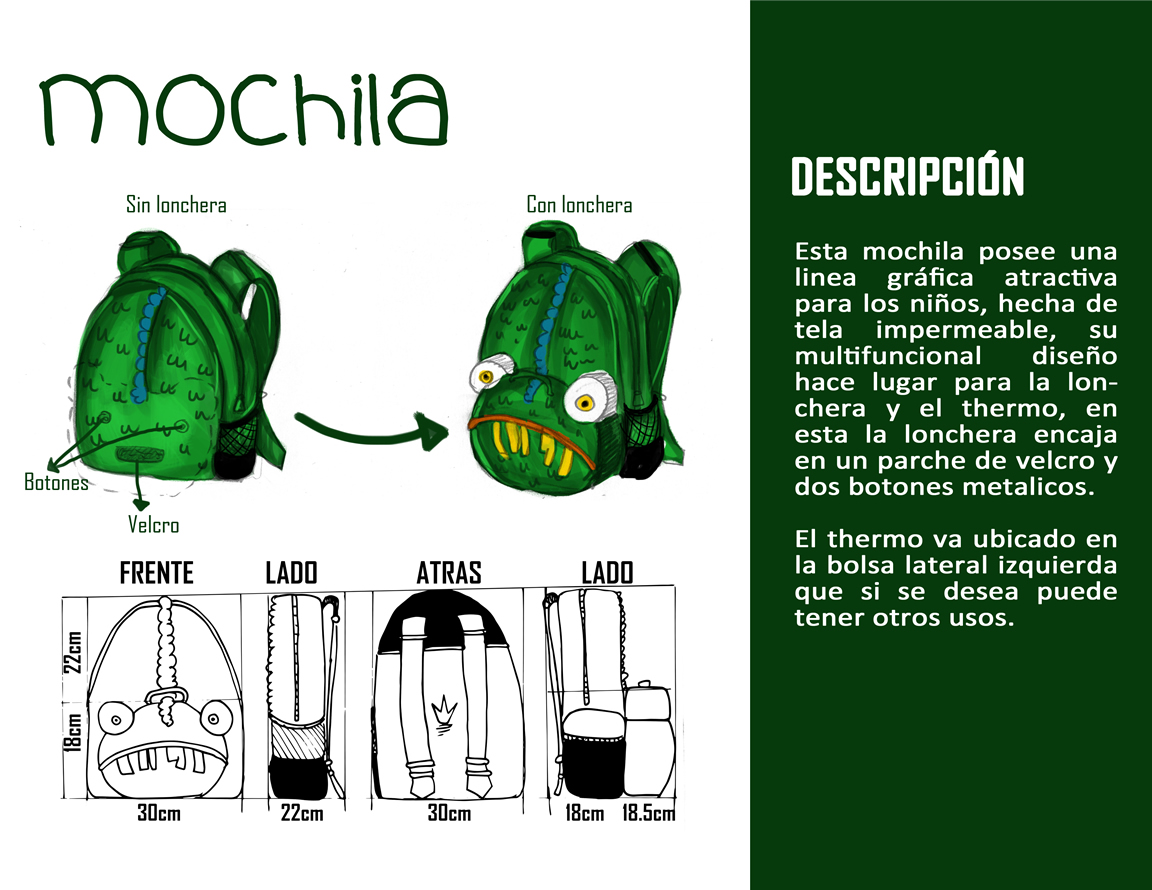 mochila
Sin lonchera
Con lonchera
Botones
Velcro
FRENTE
LADO
ATRAS
LADO
22cm
18cm
30cm
22cm
30cm
18cm
18.5cm
DESCRIPCIÓN
Esta mochila posee una
linea gráfica atractiva
para los niños, hecha de
tela impermeable, su
multifuncional diseño
hace lugar para la lon-
chera y el thermo, en
esta la lonchera encaja
en un parche de velcro y
dos botones metalicos.
El thermo va ubicado en
la bolsa lateral izquierda
que si se desea puede
tener otros usos.